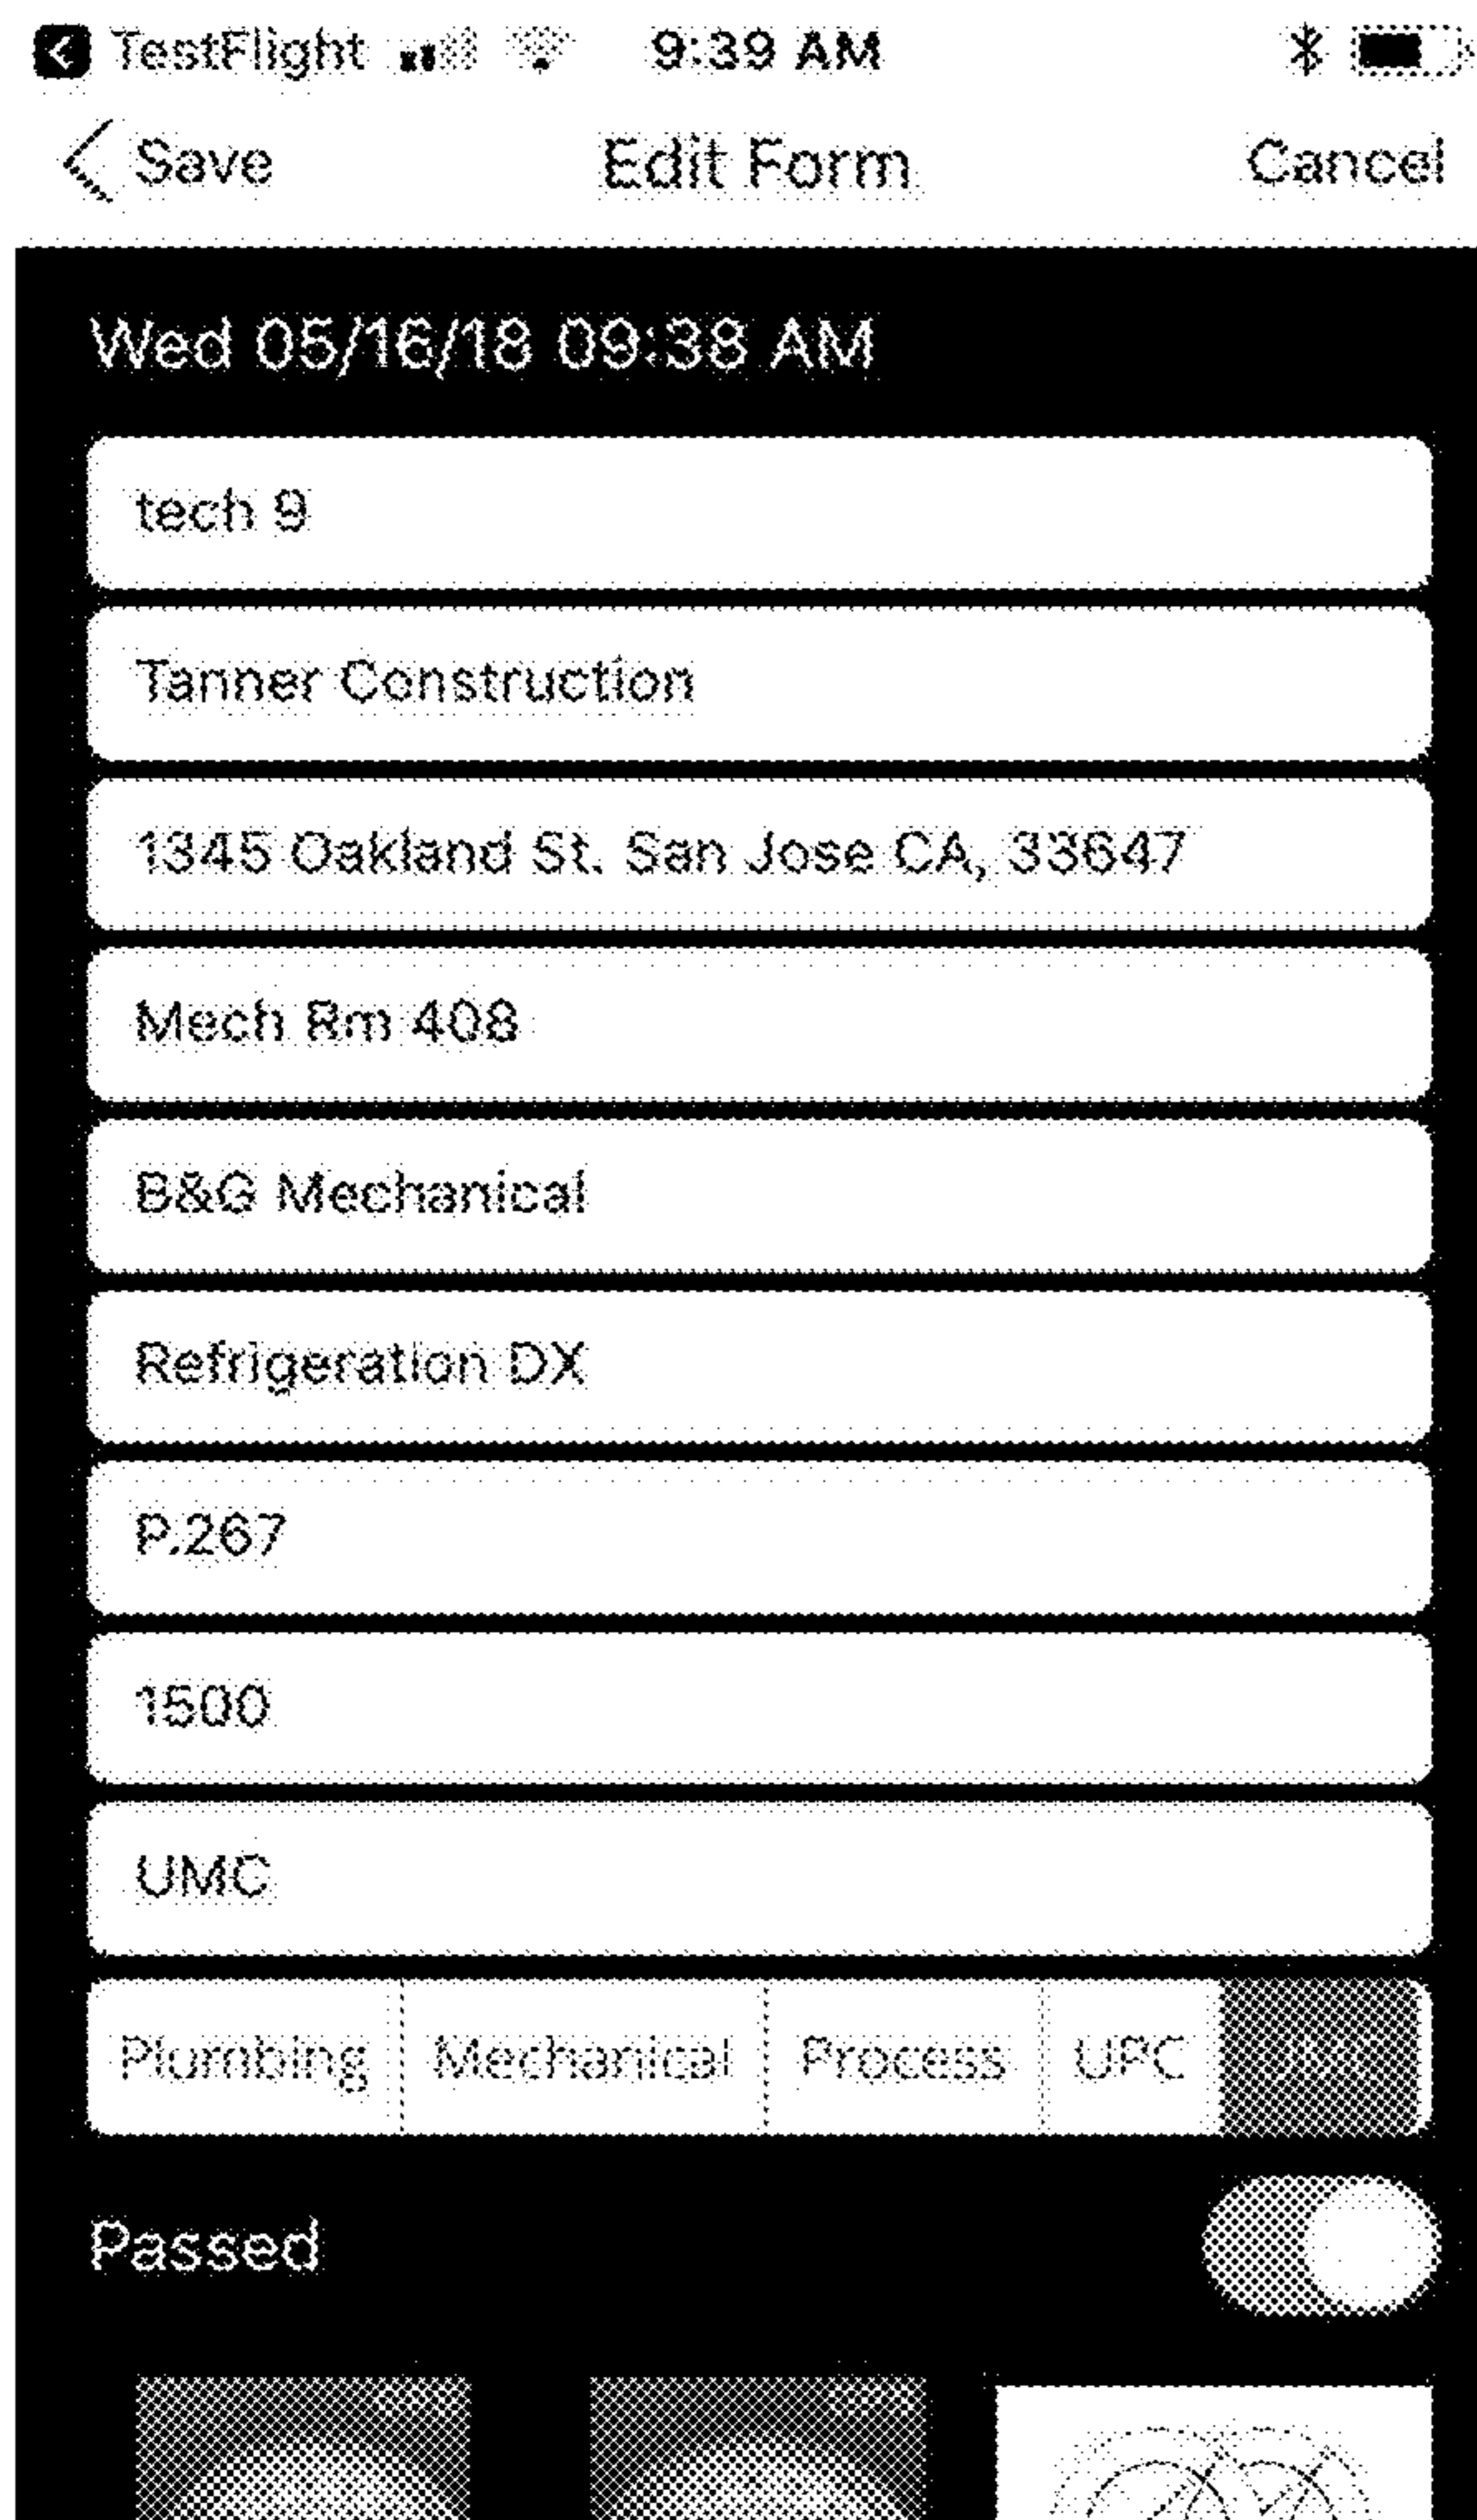 TestFlight 9:39 AM
Save Edit Form Cancel
Wed 05/16/18 09:38 AM
tech 9
Tanner Construction
1345 Oakland St. San Jose CA, 33647
Mech Rm 408
B&G Mechanical
Refrigeration DX
P.267
1500
UMC
Plumbing Mechanical Process UPC
Passed